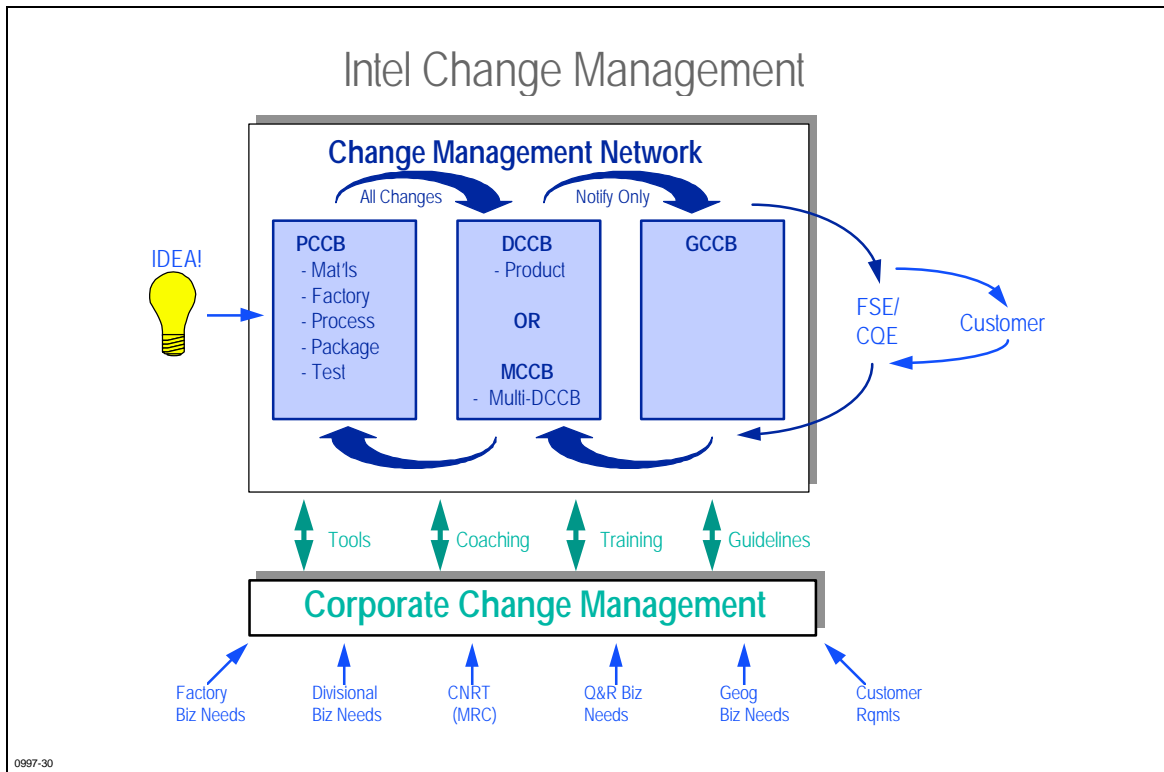 Intel Change Management
Change Management Network
All Changes
Notify Only
IDEA!
PCCB
- Mat'ls
- Factory
- Process
- Package
- Test
DCCB
- Product
OR
MCCB
- Multi-DCCB
GCCB
FSE/
CQE
Customer
Tools
Coaching
Training
Guidelines
Corporate Change Management
Factory
Biz Needs
Divisional
Biz Needs
CNRT
(MRC)
Q&R Biz
Needs
Geog
Biz Needs
Customer
Rqmts
0997-30